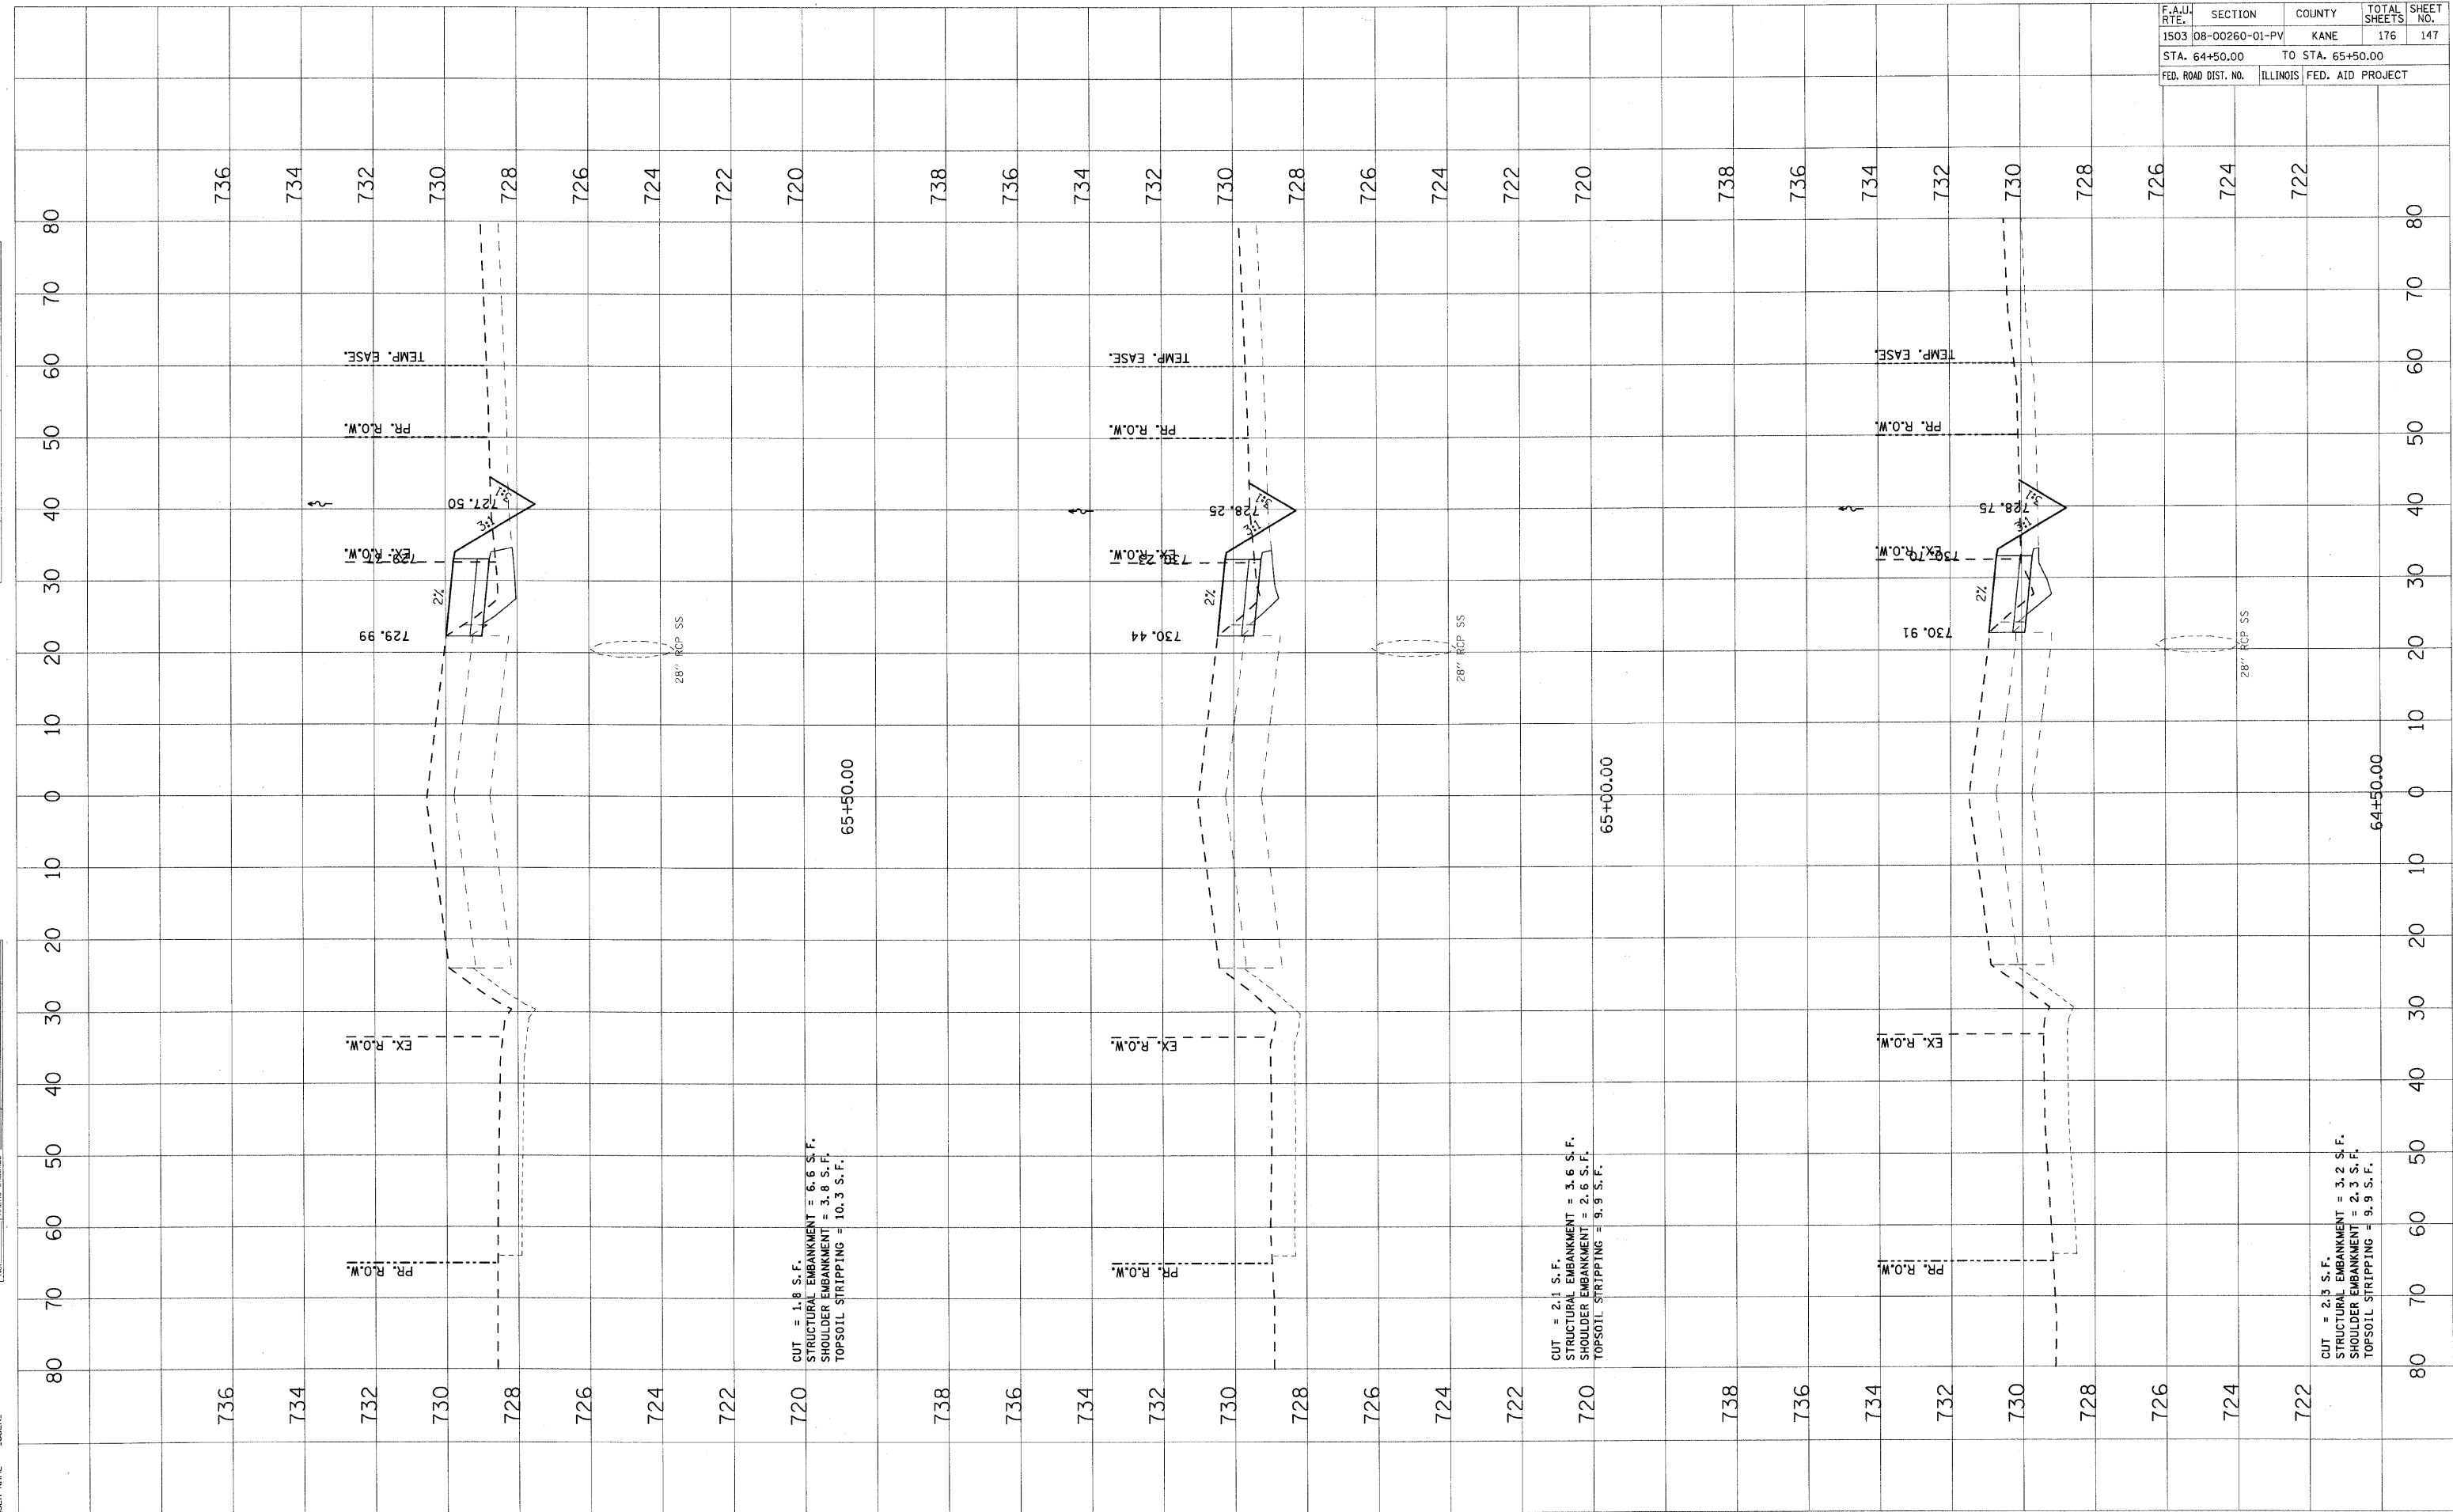 F.A.U. RTE. SECTION COUNTY TOTAL SHEETS SHEET NO.
1503 08-00260-01-PV KANE 176 147
STA. 64+50.00 TO STA. 65+50.00
FED. ROAD DIST. NO. ILLINOIS FED. AID PROJECT
736 734 732 730 728 726 724 722 720 738 736 734 732 730 728 726 724 722 720 738 736 734 732 730 728 726 724 722
80 80
70 70
TEMP. EASE. TEMP. EASE. TEMP. EASE.
60 60
PR. R.O.W. PR. R.O.W. PR. R.O.W.
50 50
3:1 3:1 3:1
40 727.50 728.25 728.75 40
3:1 3:1 3:1
EX. R.O.W. EX. R.O.W. EX. R.O.W.
729.77 730.23 730.70
30 30
2% 2% 2%
729.99 730.44 730.91
20 28" RCP SS 28" RCP SS 28" RCP SS 20
10 10
0 65+50.00 65+00.00 64+50.00 0
10 10
20 20
30 30
EX. R.O.W. EX. R.O.W. EX. R.O.W.
40 40
50 50
60 60
PR. R.O.W. PR. R.O.W. PR. R.O.W.
70 70
80 80
CUT = 1.8 S.F.
STRUCTURAL EMBANKMENT = 6.6 S.F.
SHOULDER EMBANKMENT = 3.8 S.F.
TOPSOIL STRIPPING = 10.3 S.F.
CUT = 2.1 S.F.
STRUCTURAL EMBANKMENT = 3.6 S.F.
SHOULDER EMBANKMENT = 2.6 S.F.
TOPSOIL STRIPPING = 9.9 S.F.
CUT = 2.3 S.F.
STRUCTURAL EMBANKMENT = 3.2 S.F.
SHOULDER EMBANKMENT = 2.3 S.F.
TOPSOIL STRIPPING = 9.9 S.F.
736 734 732 730 728 726 724 722 720 738 736 734 732 730 728 726 724 722 720 738 736 734 732 730 728 726 724 722